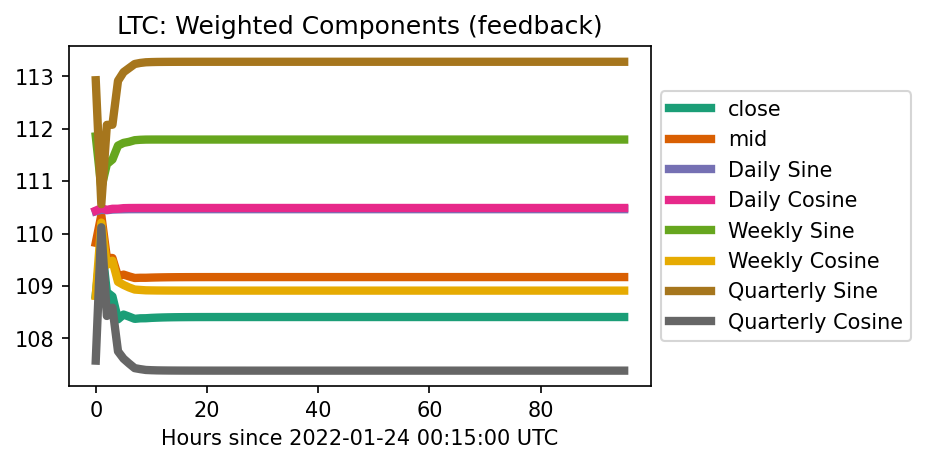 LTC: Weighted Components (feedback)
113
112
111
110
109
108
0 20 40 60 80
Hours since 2022-01-24 00:15:00 UTC
close
mid
Daily Sine
Daily Cosine
Weekly Sine
Weekly Cosine
Quarterly Sine
Quarterly Cosine